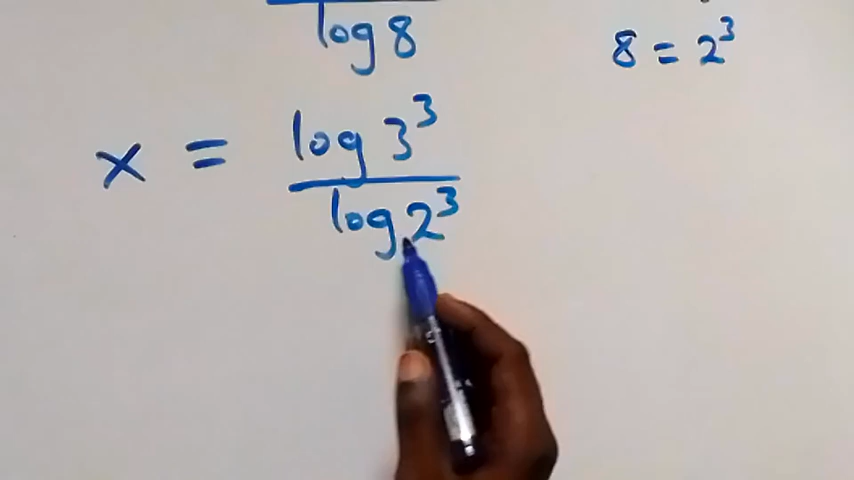 log 8
8 = 2³
x = log 3³ / log 2³